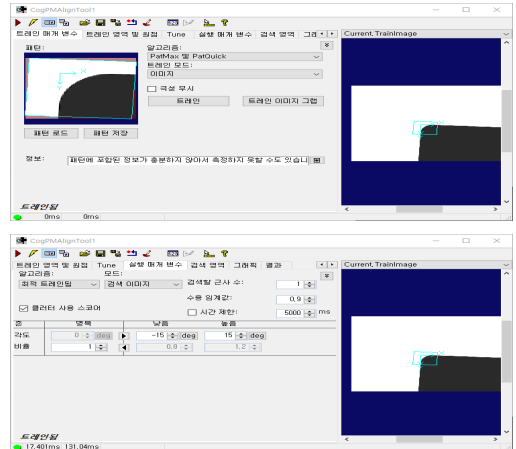 CogPMAlignTool1
트레인 매개 변수 트레인 영역 및 원점 Tune 실행 매개 변수 검색 영역 그래
Current.TrainImage
패턴:
알고리즘:
PatMax 및 PatQuick
트레인 모드:
이미지
극성 무시
트레인 트레인 이미지 그랩
패턴 로드 패턴 저장
정보: 패턴에 포함된 정보가 충분하지 않아서 측정하지 못할 수도 있습니
트레인됨
0ms 0ms
CogPMAlignTool1
트레인 영역 및 원점 Tune 실행 매개 변수 검색 영역 그래픽 결과
Current.TrainImage
알고리즘: 모드:
최적 트레인됨 검색 이미지
검색할 근사 수: 1
수용 임계값: 0,9
클러터 사용 스코어
시간 제한: 5000 ms
존 명목 낮음 높음
각도 0 deg -15 deg 15 deg
비율 1 0,8 1,2
트레인됨
17,401ms 131,04ms